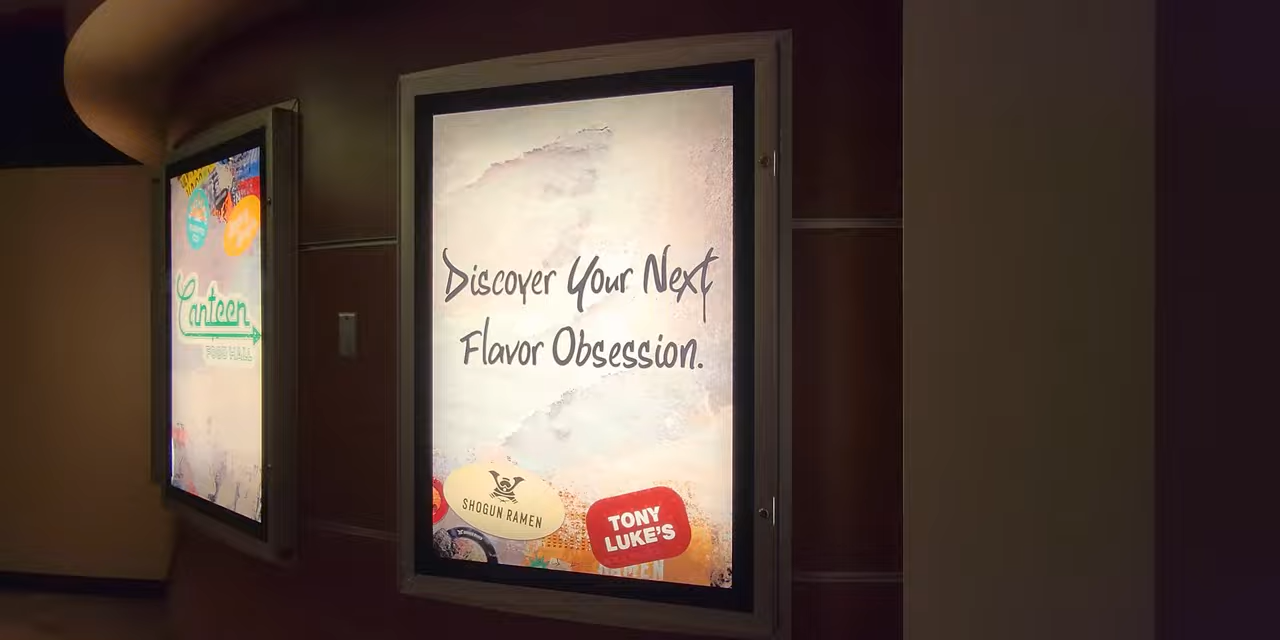 Canteen
FOOD HALL
Discover Your Next
Flavor Obsession.
SHOGUN RAMEN
TONY
LUKE'S